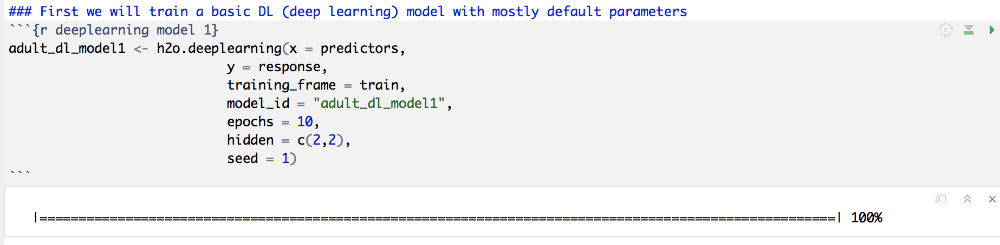 ### First we will train a basic DL (deep learning) model with mostly default parameters
```{r deeplearning model 1}
adult_dl_model1 <- h2o.deeplearning(x = predictors,
y = response,
training_frame = train,
model_id = "adult_dl_model1",
epochs = 10,
hidden = c(2,2),
seed = 1)
```
|======================================================================================================| 100%